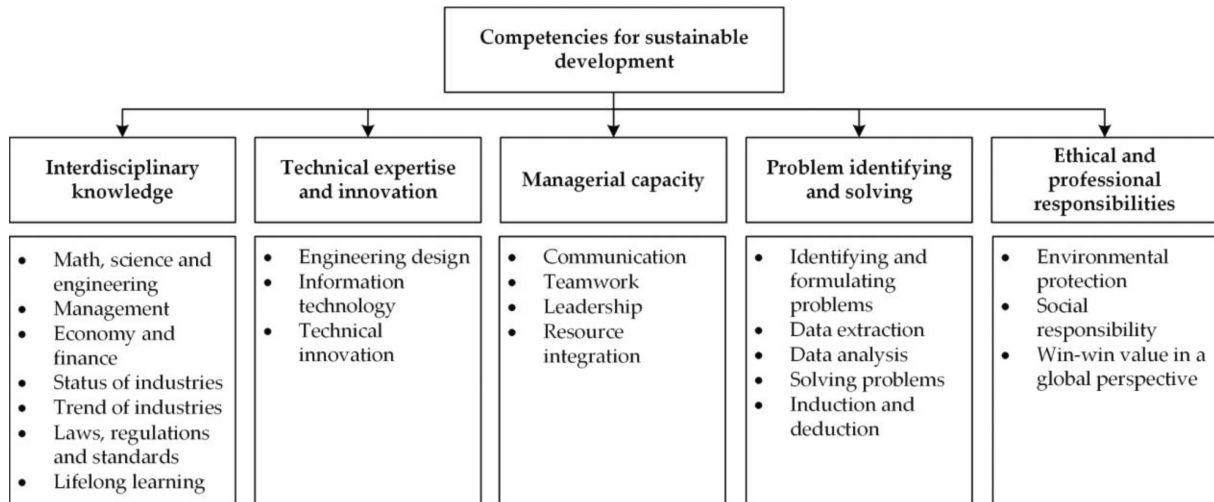 Competencies for sustainable
development
Interdisciplinary
knowledge
Technical expertise
and innovation
Managerial capacity
Problem identifying
and solving
Ethical and
professional
responsibilities
• Math, science and
engineering
• Management
• Economy and
finance
• Status of industries
• Trend of industries
• Laws, regulations
and standards
• Lifelong learning
• Engineering design
• Information
technology
• Technical
innovation
• Communication
• Teamwork
• Leadership
• Resource
integration
• Identifying and
formulating
problems
• Data extraction
• Data analysis
• Solving problems
• Induction and
deduction
• Environmental
protection
• Social
responsibility
• Win-win value in a
global perspective